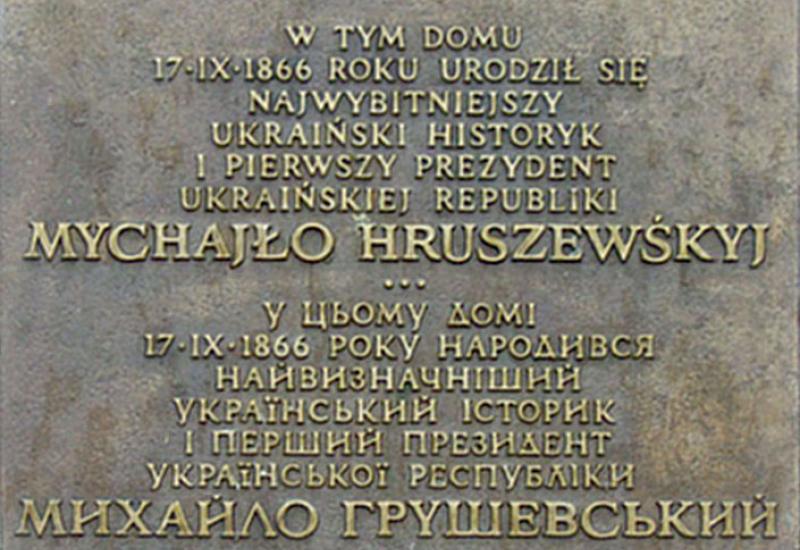 W TYM DOMU
17·IX·1866 ROKU URODZIŁ SIĘ
NAJWYBITNIEJSZY
UKRAIŃSKI HISTORYK
I PIERWSZY PREZYDENT
UKRAIŃSKIEJ REPUBLIKI
MYCHAJŁO HRUSZEWŚKYJ
...
У ЦЬОМУ ДОМІ
17·IX·1866 РОКУ НАРОДИВСЯ
НАЙВИЗНАЧНІШИЙ
УКРАЇНСЬКИЙ ІСТОРИК
І ПЕРШИЙ ПРЕЗИДЕНТ
УКРАЇНСЬКОЇ РЕСПУБЛІКИ
МИХАЙЛО ГРУШЕВСЬКИЙ